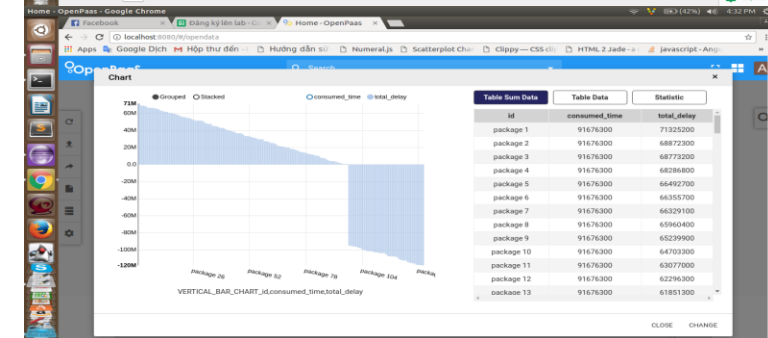 Home - OpenPaas - Google Chrome (42%) 4:32 PM
Facebook Đăng ký lên lab Home - OpenPaas
localhost:8080/#/opendata
Apps Google Dịch Hộp thư đến Hướng dẫn sử Numeral.js Scatterplot Cha Clippy — CSS cli HTML 2 Jade - a javascript - Ang »
Search
Chart ×
Grouped Stacked consumed_time total_delay
71M
60M
40M
20M
0.0
-20M
-40M
-60M
-80M
-100M
-120M
package 26 package 52 package 78 package 104 packag
VERTICAL_BAR_CHART_id,consumed_time,total_delay
Table Sum Data Table Data Statistic
id consumed_time total_delay
package 1 91676300 71325200
package 2 91676300 68872300
package 3 91676300 68773200
package 4 91676300 68286800
package 5 91676300 66492700
package 6 91676300 66355700
package 7 91676300 66329100
package 8 91676300 65960400
package 9 91676300 65239900
package 10 91676300 64703300
package 11 91676300 63077000
package 12 91676300 62296300
package 13 91676300 61851300
CLOSE CHANGE